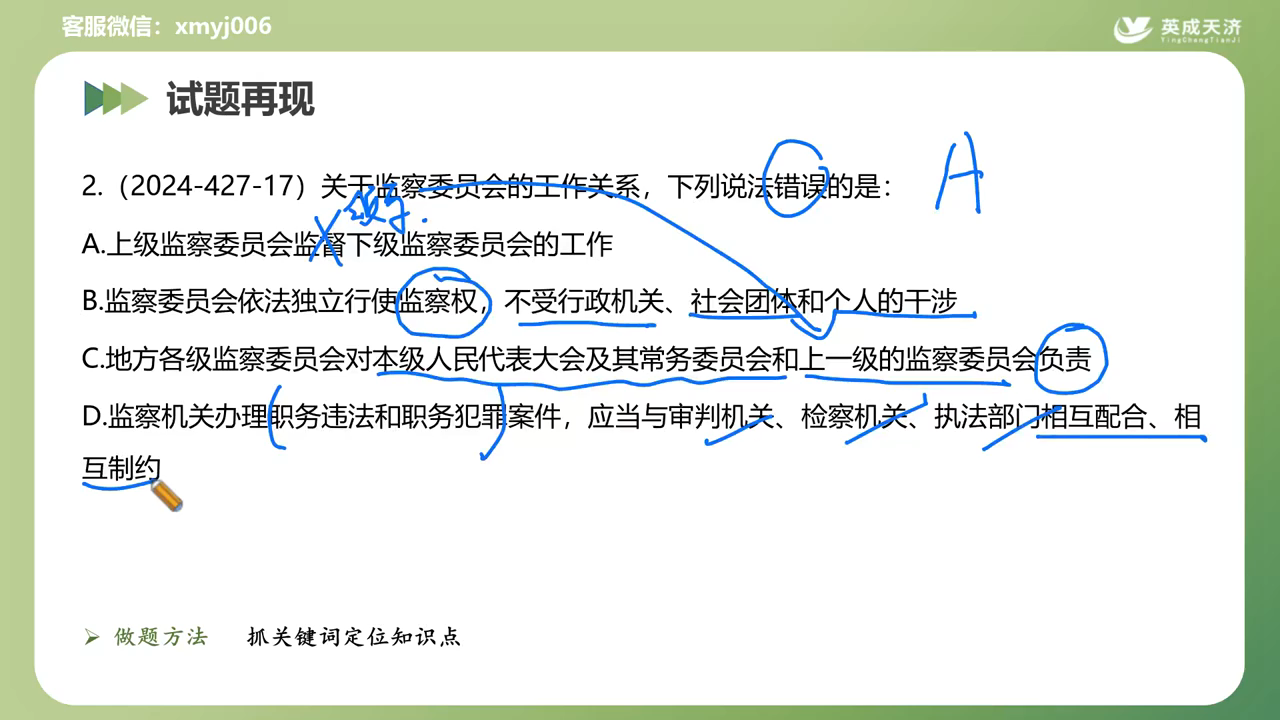 客服微信：xmyj006
英成天济
YingChengTianJi
试题再现
A
2.（2024-427-17）关于监察委员会的工作关系，下列说法错误的是：
A.上级监察委员会监督下级监察委员会的工作
B.监察委员会依法独立行使监察权，不受行政机关、社会团体和个人的干涉
C.地方各级监察委员会对本级人民代表大会及其常务委员会和上一级的监察委员会负责
D.监察机关办理职务违法和职务犯罪案件，应当与审判机关、检察机关、执法部门相互配合、相
互制约
做题方法 抓关键词定位知识点